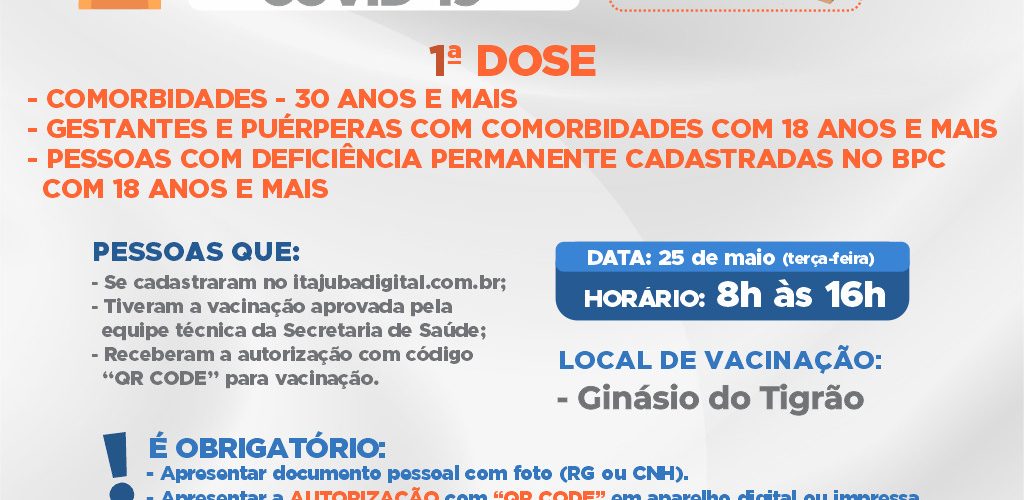 COVID-19
1ª DOSE
- COMORBIDADES - 30 ANOS E MAIS
- GESTANTES E PUÉRPERAS COM COMORBIDADES COM 18 ANOS E MAIS
- PESSOAS COM DEFICIÊNCIA PERMANENTE CADASTRADAS NO BPC
COM 18 ANOS E MAIS
PESSOAS QUE:
- Se cadastraram no itajubadigital.com.br;
- Tiveram a vacinação aprovada pela
equipe técnica da Secretaria de Saúde;
- Receberam a autorização com código
“QR CODE” para vacinação.
DATA: 25 de maio (terça-feira)
HORÁRIO: 8h às 16h
LOCAL DE VACINAÇÃO:
- Ginásio do Tigrão
! É OBRIGATÓRIO:
- Apresentar documento pessoal com foto (RG ou CNH).
- Apresentar a AUTORIZAÇÃO com “QR CODE” em aparelho digital ou impressa